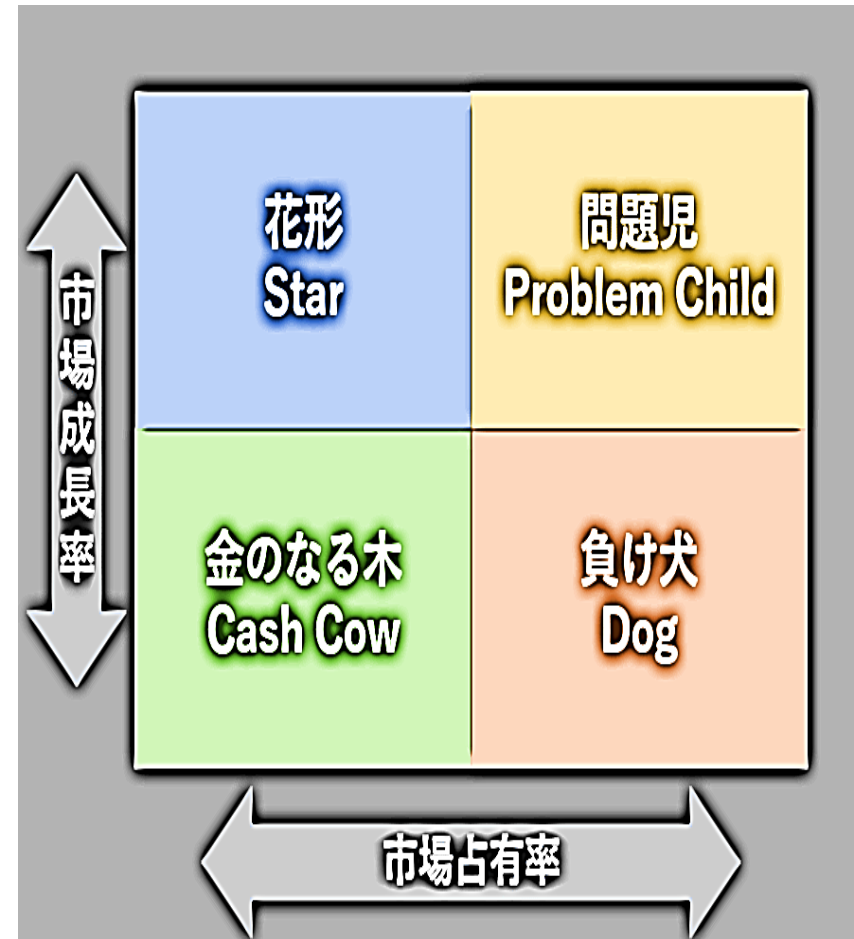 花形
Star
問題児
Problem Child
市場成長率
金のなる木
Cash Cow
負け犬
Dog
市場占有率